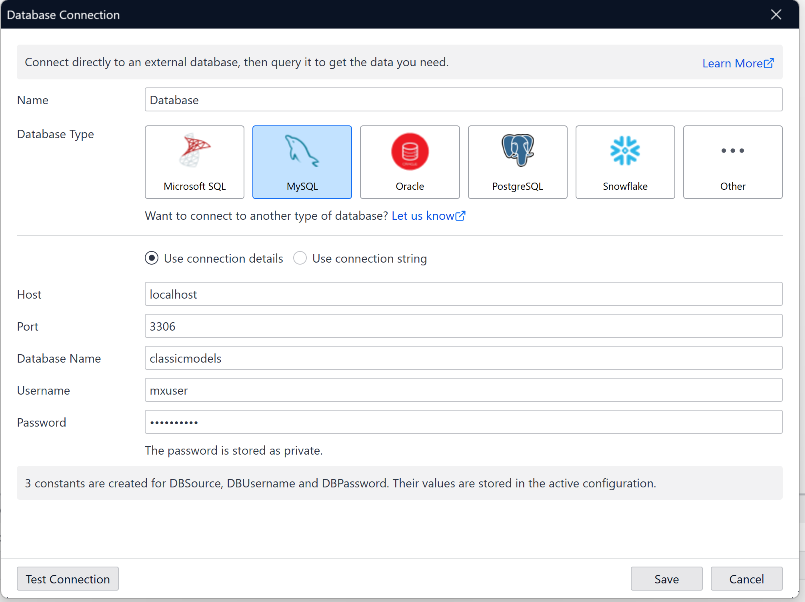 Database Connection
Connect directly to an external database, then query it to get the data you need.
Learn More
Name
Database
Database Type
Microsoft SQL
MySQL
Oracle
PostgreSQL
Snowflake
Other
Want to connect to another type of database? Let us know
Use connection details
Use connection string
Host
localhost
Port
3306
Database Name
classicmodels
Username
mxuser
Password
••••••••••
The password is stored as private.
3 constants are created for DBSource, DBUsername and DBPassword. Their values are stored in the active configuration.
Test Connection
Save
Cancel